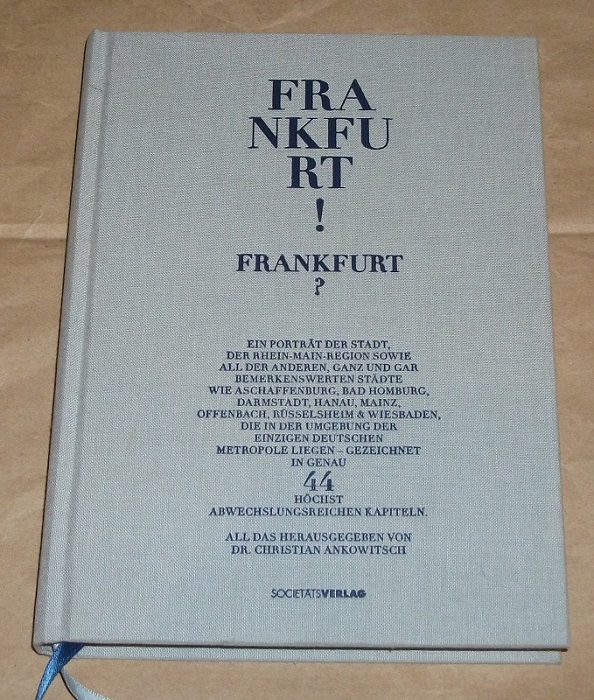 FRA
NKFU
RT
!
FRANKFURT
?
EIN PORTRÄT DER STADT,
DER RHEIN-MAIN-REGION SOWIE
ALL DER ANDEREN, GANZ UND GAR
BEMERKENSWERTEN STÄDTE
WIE ASCHAFFENBURG, BAD HOMBURG,
DARMSTADT, HANAU, MAINZ,
OFFENBACH, RÜSSELSHEIM & WIESBADEN,
DIE IN DER UMGEBUNG DER
EINZIGEN DEUTSCHEN
METROPOLE LIEGEN – GEZEICHNET
IN GENAU
44
HÖCHST
ABWECHSLUNGSREICHEN KAPITELN.
ALL DAS HERAUSGEGEBEN VON
DR. CHRISTIAN ANKOWITSCH
SOCIETÄTSVERLAG